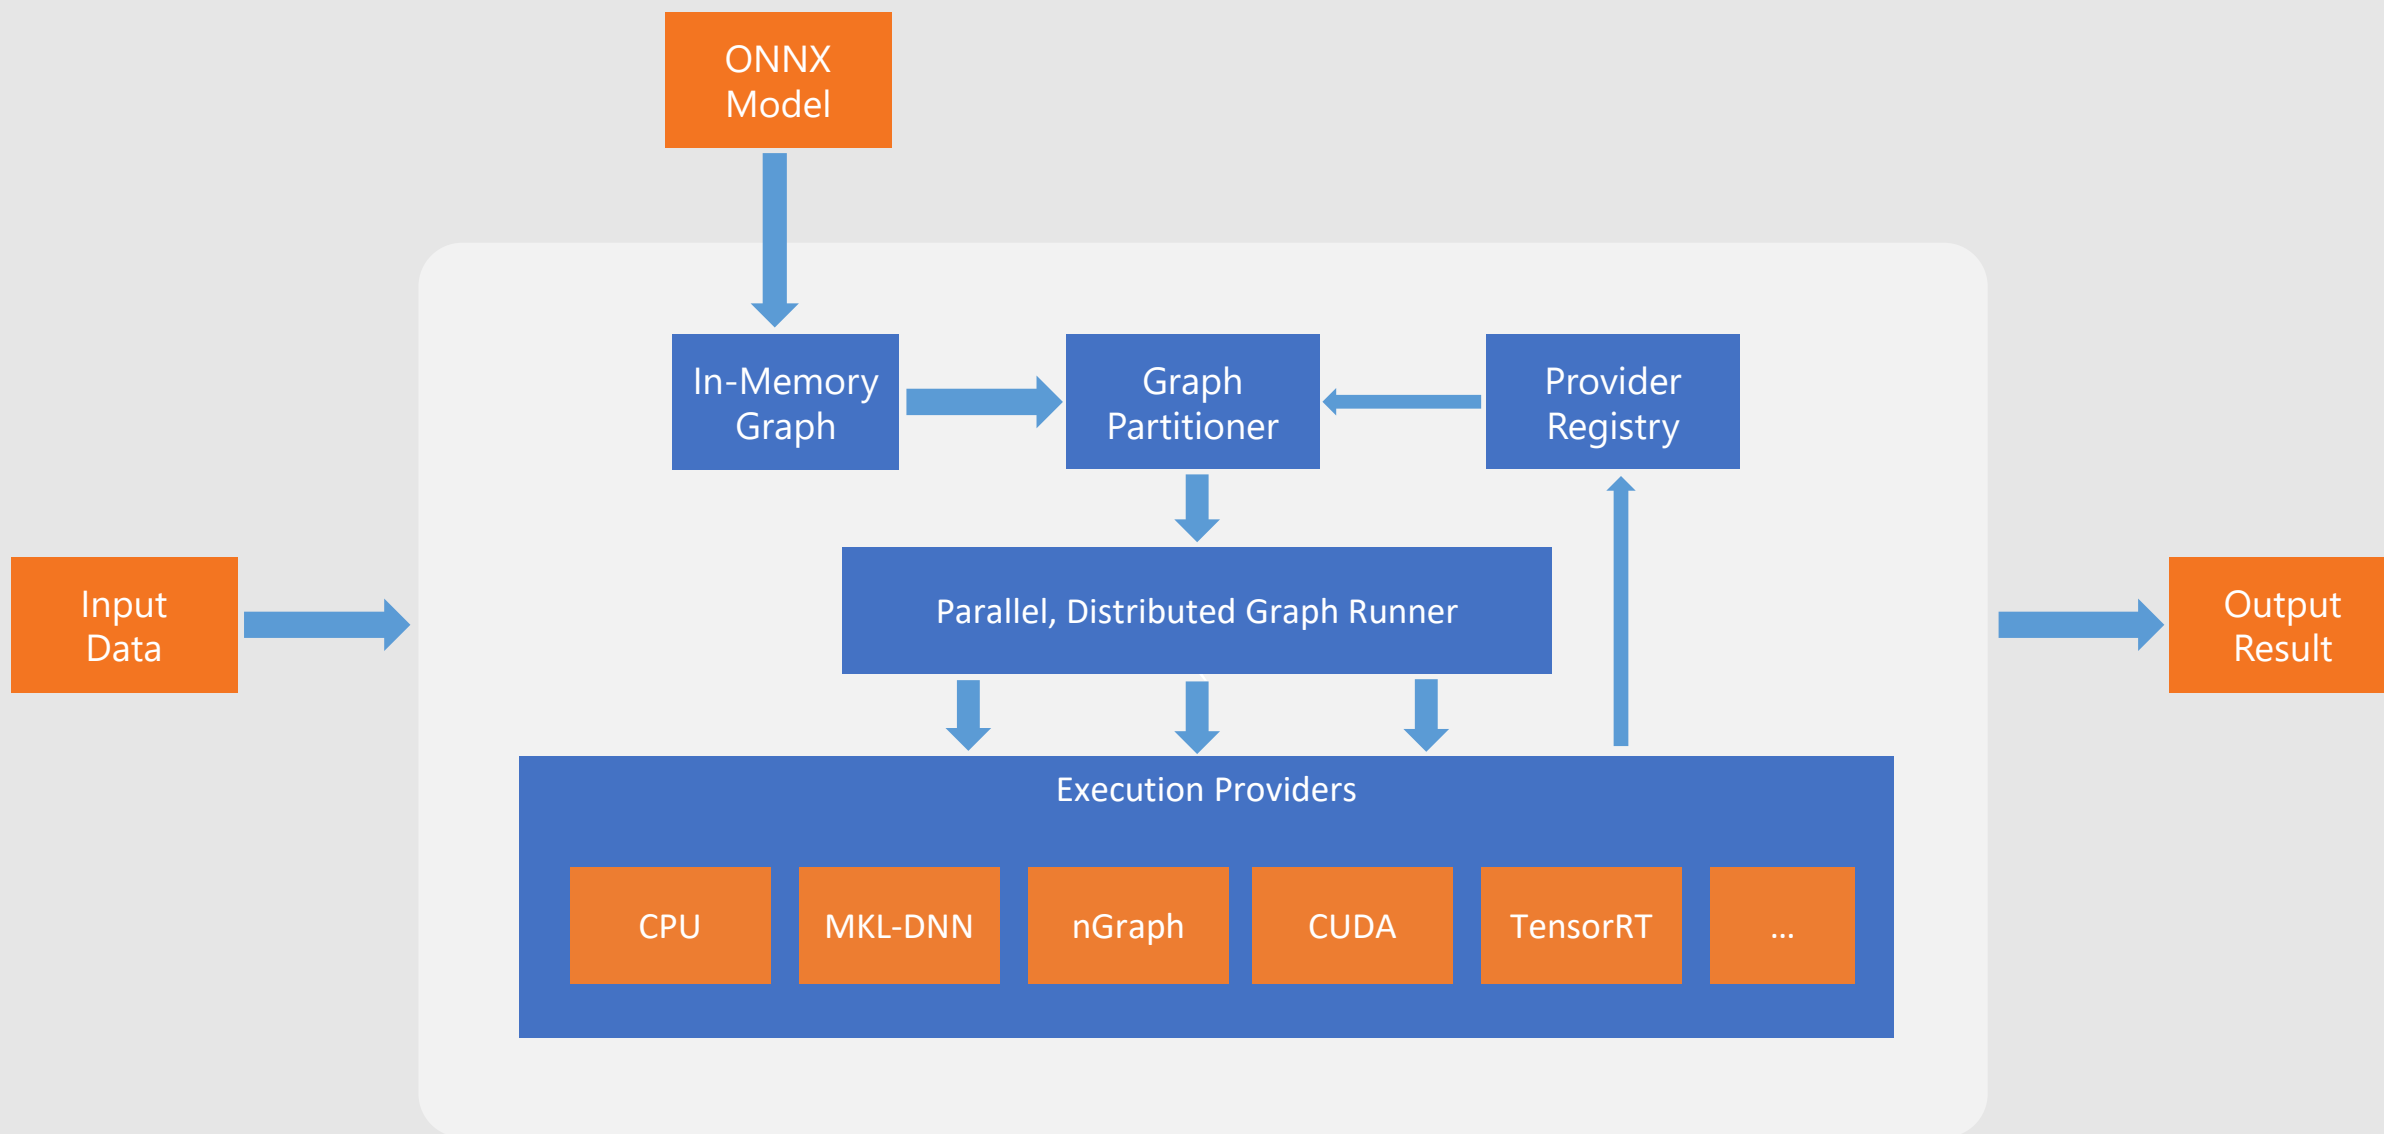 ONNX
Model
In-Memory
Graph
Graph
Partitioner
Provider
Registry
Input
Data
Parallel, Distributed Graph Runner
Output
Result
Execution Providers
CPU
MKL-DNN
nGraph
CUDA
TensorRT
...